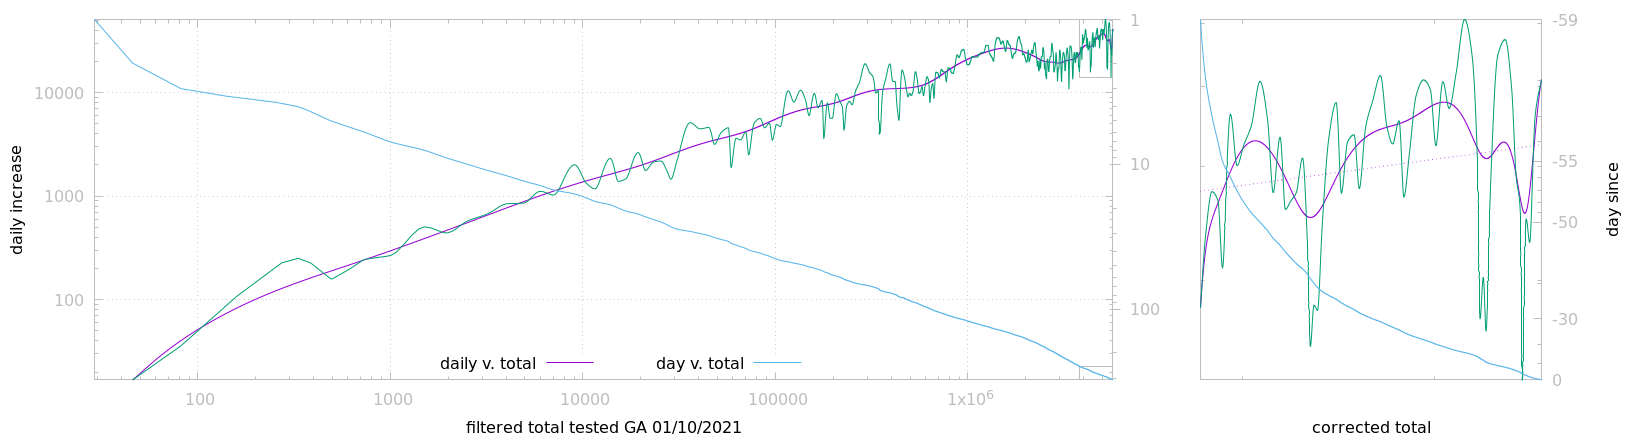 daily increase
10000
1000
100
1
10
100
daily v. total
day v. total
100
1000
10000
100000
1x10⁶
filtered total tested GA 01/10/2021
-59
-55
-50
-30
0
day since
corrected total